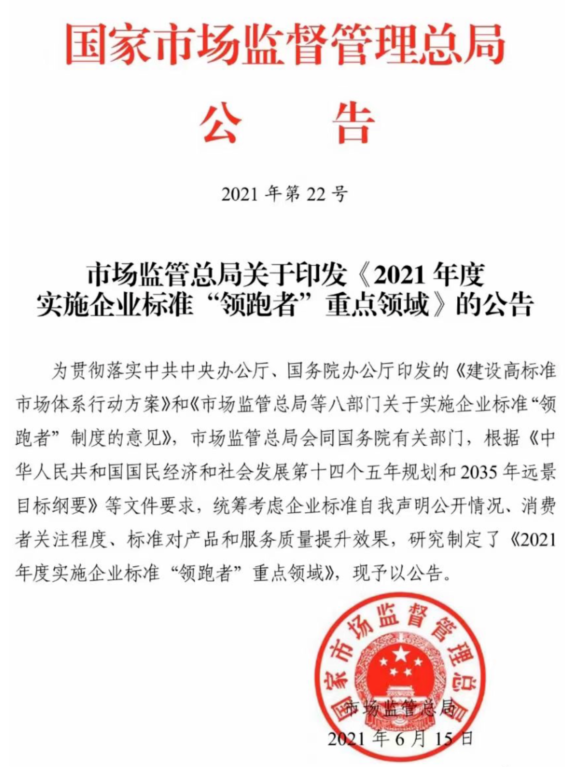 国家市场监督管理总局
公告
2021 年第 22 号
市场监管总局关于印发《2021 年度
实施企业标准“领跑者”重点领域》的公告
为贯彻落实中共中央办公厅、国务院办公厅印发的《建设高标准
市场体系行动方案》和《市场监管总局等八部门关于实施企业标准“领
跑者”制度的意见》，市场监管总局会同国务院有关部门，根据《中
华人民共和国国民经济和社会发展第十四个五年规划和 2035 年远景
目标纲要》等文件要求，统筹考虑企业标准自我声明公开情况、消费
者关注程度、标准对产品和服务质量提升效果，研究制定了《2021
年度实施企业标准“领跑者”重点领域》，现予以公告。
国家市场监督管理总局
市场监管总局
2021 年 6 月 15 日